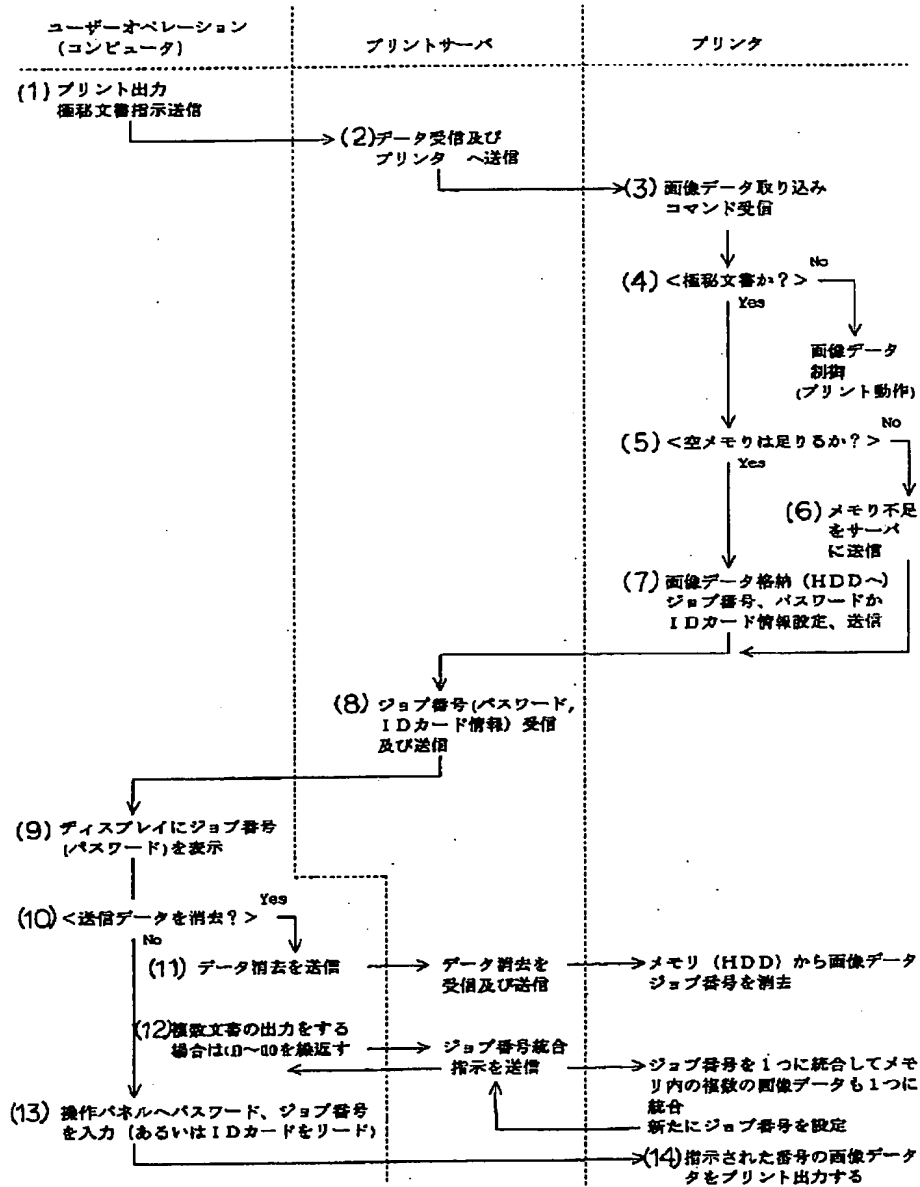 ユーザーオペレーション
(コンピュータ)
プリントサーバ
プリンタ
(1) プリント出力
極秘文書指示送信
(2) データ受信及び
プリンタ へ送信
(3) 画像データ取り込み
コマンド受信
(4) <極秘文書か?>
No
Yes
画像データ
制御
(プリント動作)
(5) <空メモリは足りるか?>
No
Yes
(6) メモリ不足
をサーバ
に送信
(7) 画像データ格納(HDDへ)
ジョブ番号、パスワードか
IDカード情報設定、送信
(8) ジョブ番号(パスワード,
IDカード情報)受信
及び送信
(9) ディスプレイにジョブ番号
(パスワード)を表示
(10) <送信データを消去?>
Yes
No
(11) データ消去を送信
データ消去を
受信及び送信
メモリ(HDD)から画像データ
ジョブ番号を消去
(12) 複数文書の出力をする
場合は を繰返す
ジョブ番号統合
指示を送信
ジョブ番号を1つに統合してメモ
リ内の複数の画像データも1つに
統合
新たにジョブ番号を設定
(13) 操作パネルへパスワード、ジョブ番号
を入力(あるいはIDカードをリード)
(14) 指示された番号の画像データ
をプリント出力する